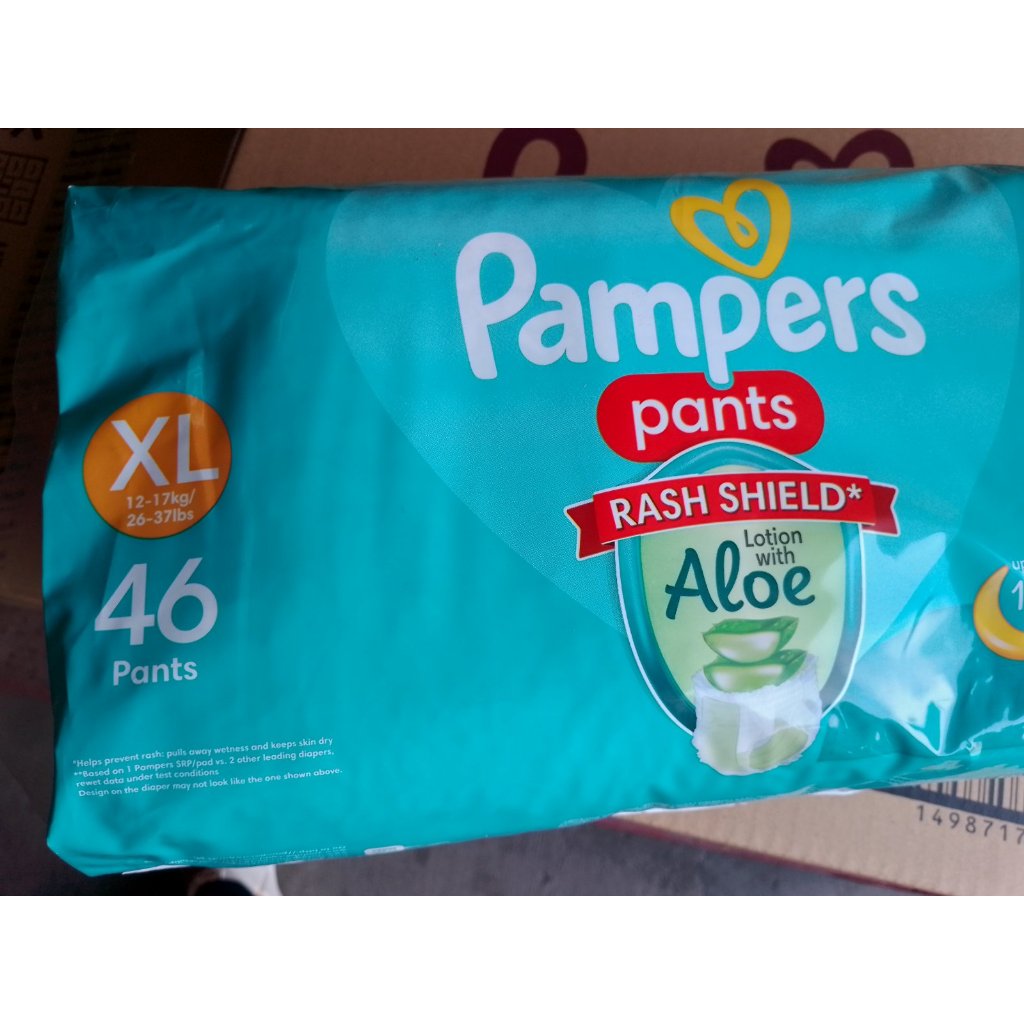 Pampers
pants
RASH SHIELD*
Lotion
with
Aloe
XL
12-17kg/
26-37lbs
46
Pants
*Helps prevent rash: pulls away wetness and keeps skin dry
**Based on 1 Pampers SRP/pad vs. 2 other leading diapers,
rewet data under test conditions
Design on the diaper may not look like the one shown above.
149871